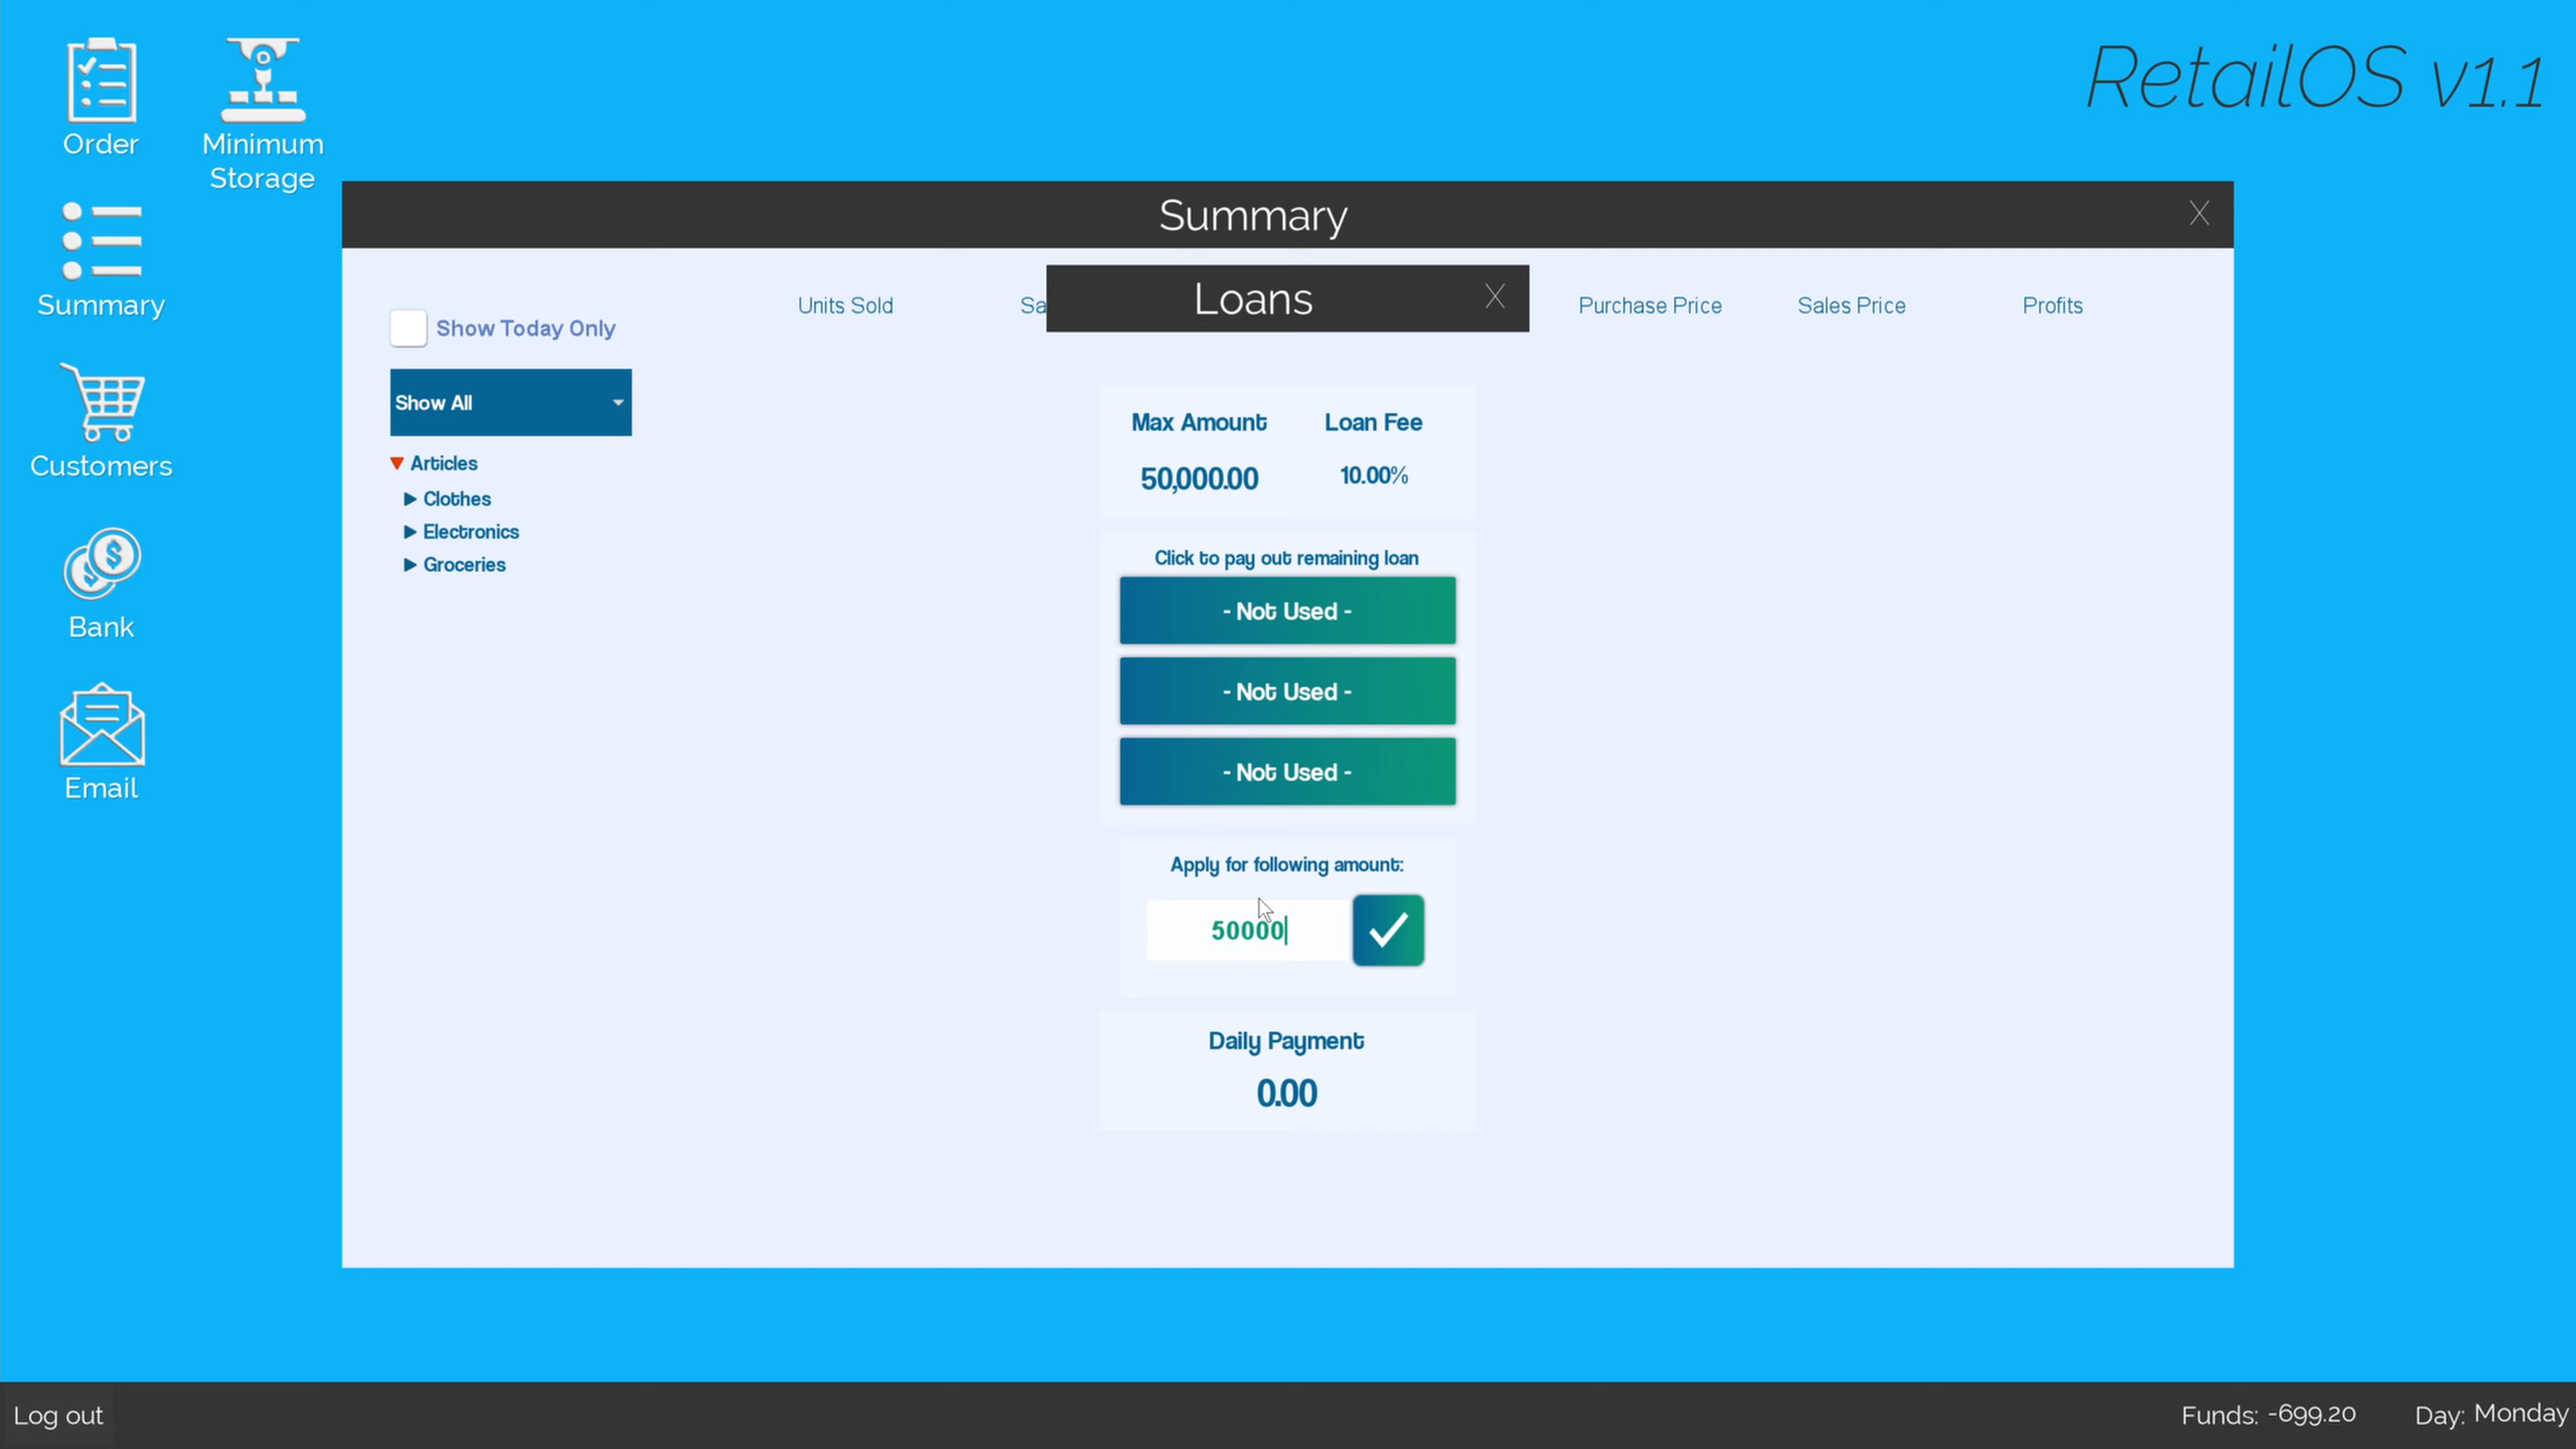 RetailOS v1.1
Order
Minimum
Storage
Summary
Customers
Bank
Email
Summary
X
Show Today Only
Show All
Articles
Clothes
Electronics
Groceries
Units Sold
Sa
Purchase Price
Sales Price
Profits
Loans
X
Max Amount
Loan Fee
50,000.00
10.00%
Click to pay out remaining loan
- Not Used -
- Not Used -
- Not Used -
Apply for following amount:
50000
Daily Payment
0.00
Log out
Funds: -699.20
Day: Monday